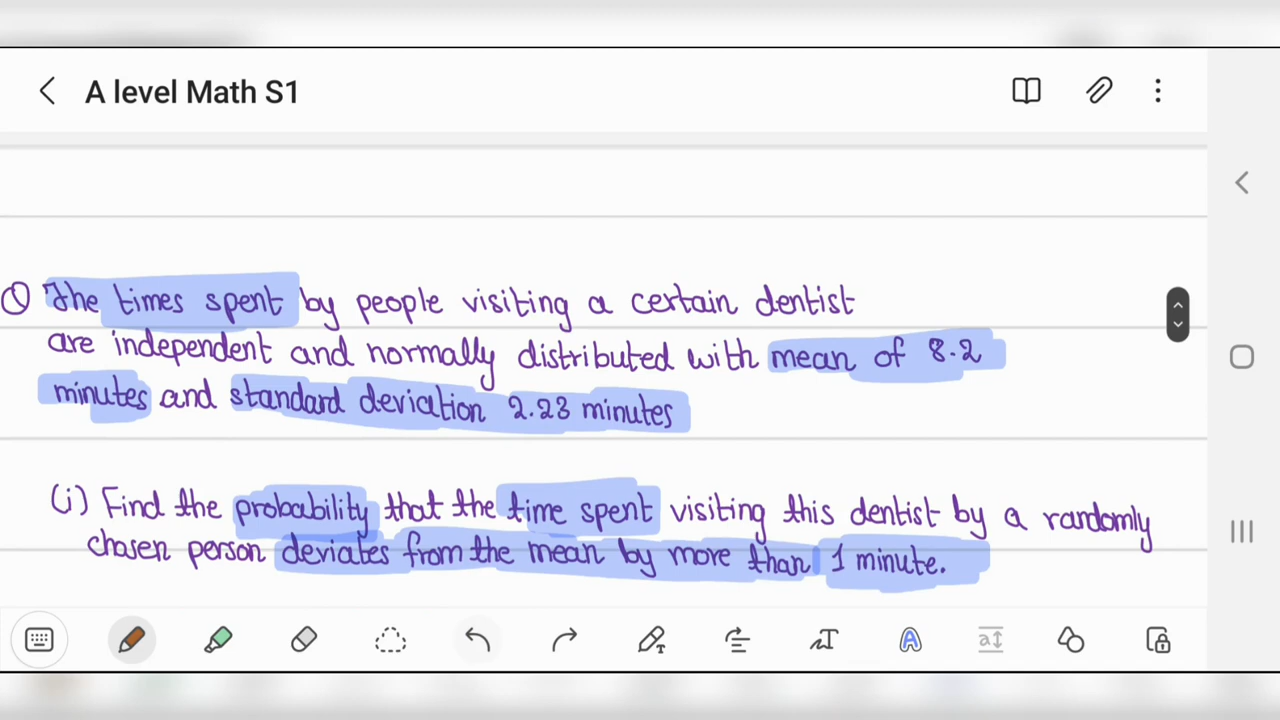 A level Math S1
The times spent by people visiting a certain dentist
are independent and normally distributed with mean of 8.2
minutes and standard deviation 2.23 minutes
(i) Find the probability that the time spent visiting this dentist by a randomly
chosen person deviates from the mean by more than 1 minute.